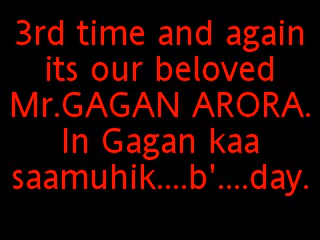 3rd time and again
its our beloved
Mr.GAGAN ARORA.
In Gagan kaa
saamuhik....b'....day.